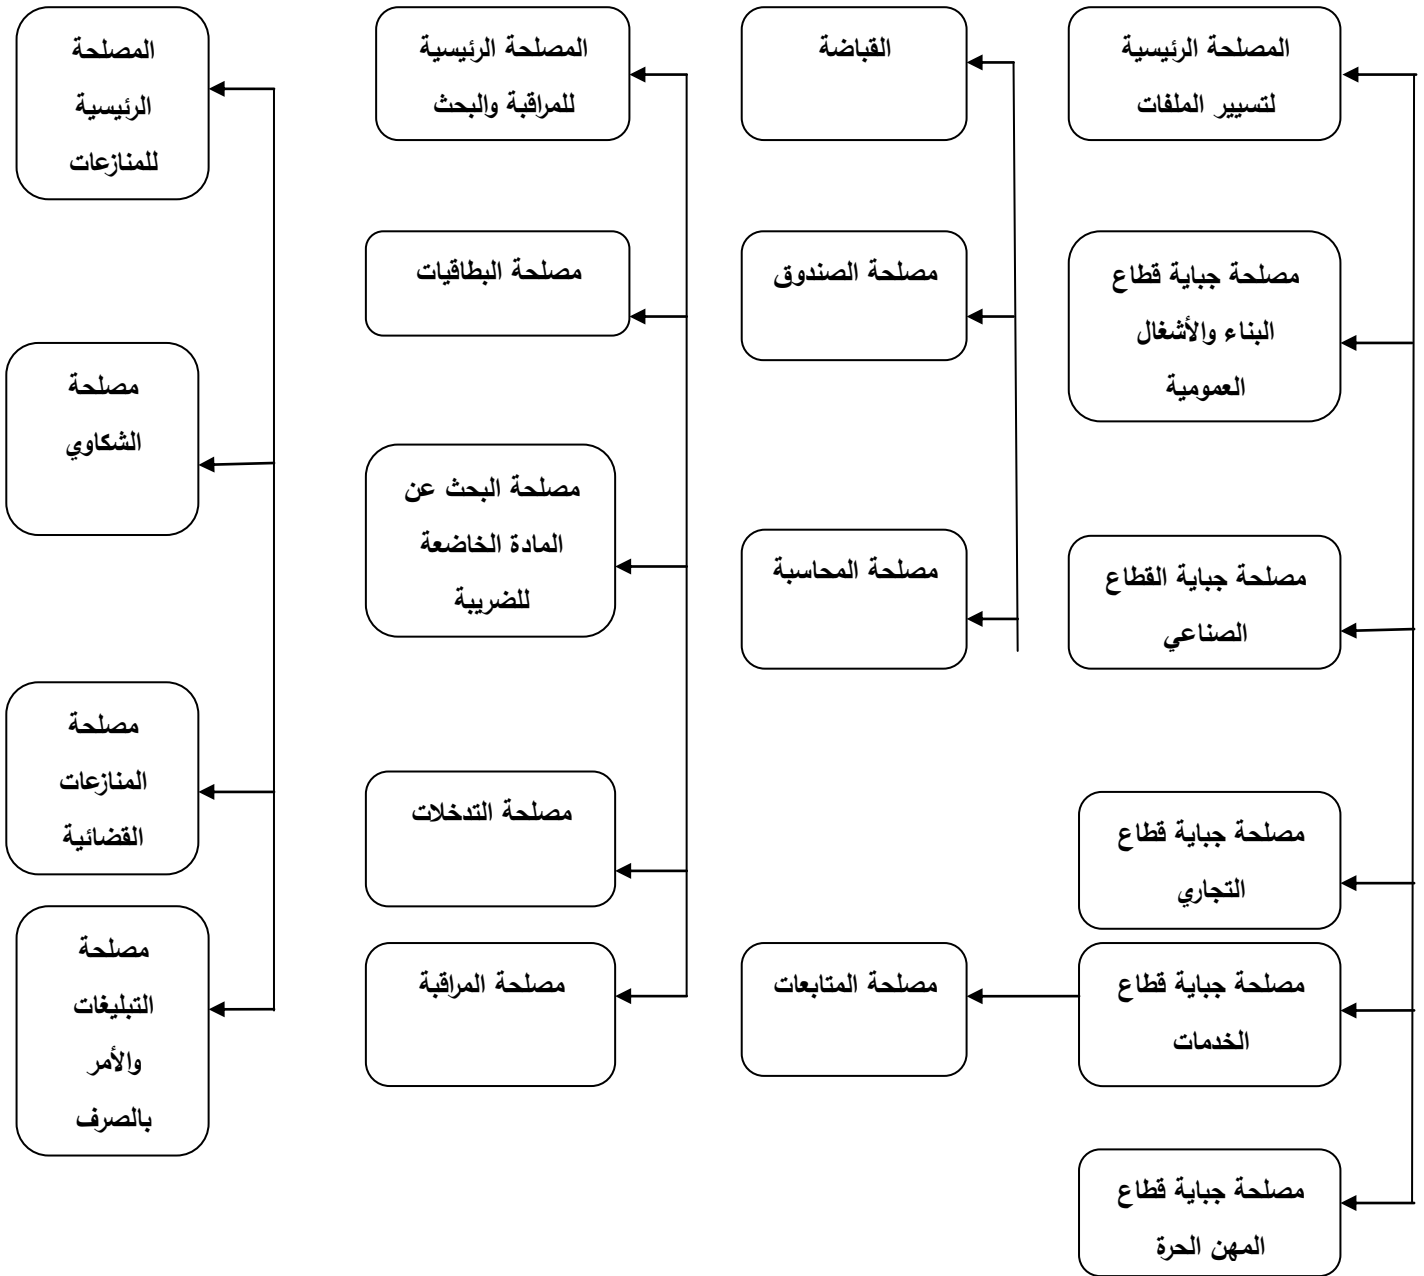 المصلحة الرئيسية
لتسيير الملفات
مصلحة جباية قطاع
البناء والأشغال
العمومية
مصلحة جباية القطاع
الصناعي
مصلحة جباية قطاع
التجاري
مصلحة جباية قطاع
الخدمات
مصلحة جباية قطاع
المهن الحرة
القباضة
مصلحة الصندوق
مصلحة المحاسبة
مصلحة المتابعات
المصلحة الرئيسية
للمراقبة والبحث
مصلحة البطاقيات
مصلحة البحث عن
المادة الخاضعة
للضريبة
مصلحة التدخلات
مصلحة المراقبة
المصلحة
الرئيسية
للمنازعات
مصلحة
الشكاوي
مصلحة
المنازعات
القضائية
مصلحة
التبليغات
والأمر
بالصرف